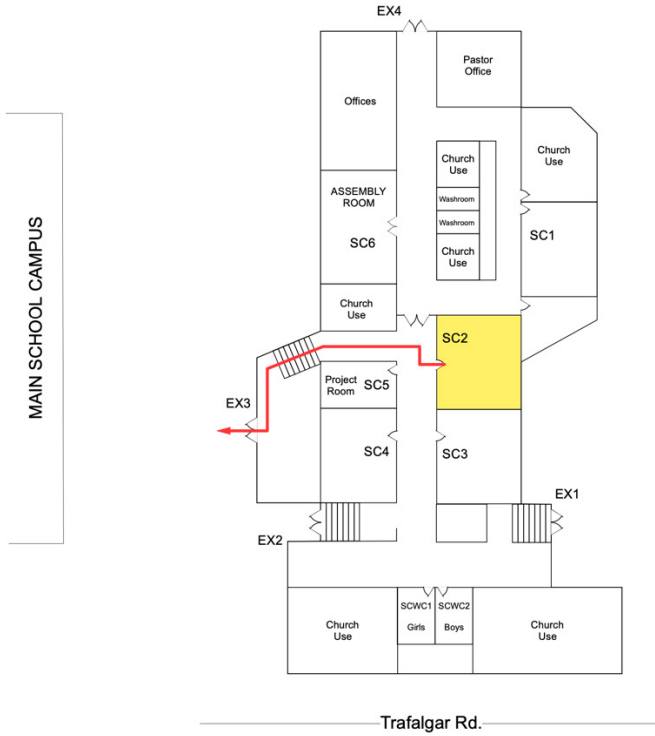 EX4
Pastor
Office
Offices
Church
Use
Church
Use
ASSEMBLY
ROOM
Washroom
Washroom
SC6
SC1
Church
Use
Church
Use
SC2
MAIN SCHOOL CAMPUS
Project
Room
SC5
EX3
SC4
SC3
EX1
EX2
SCWC1
Girls
SCWC2
Boys
Church
Use
Church
Use
Trafalgar Rd.